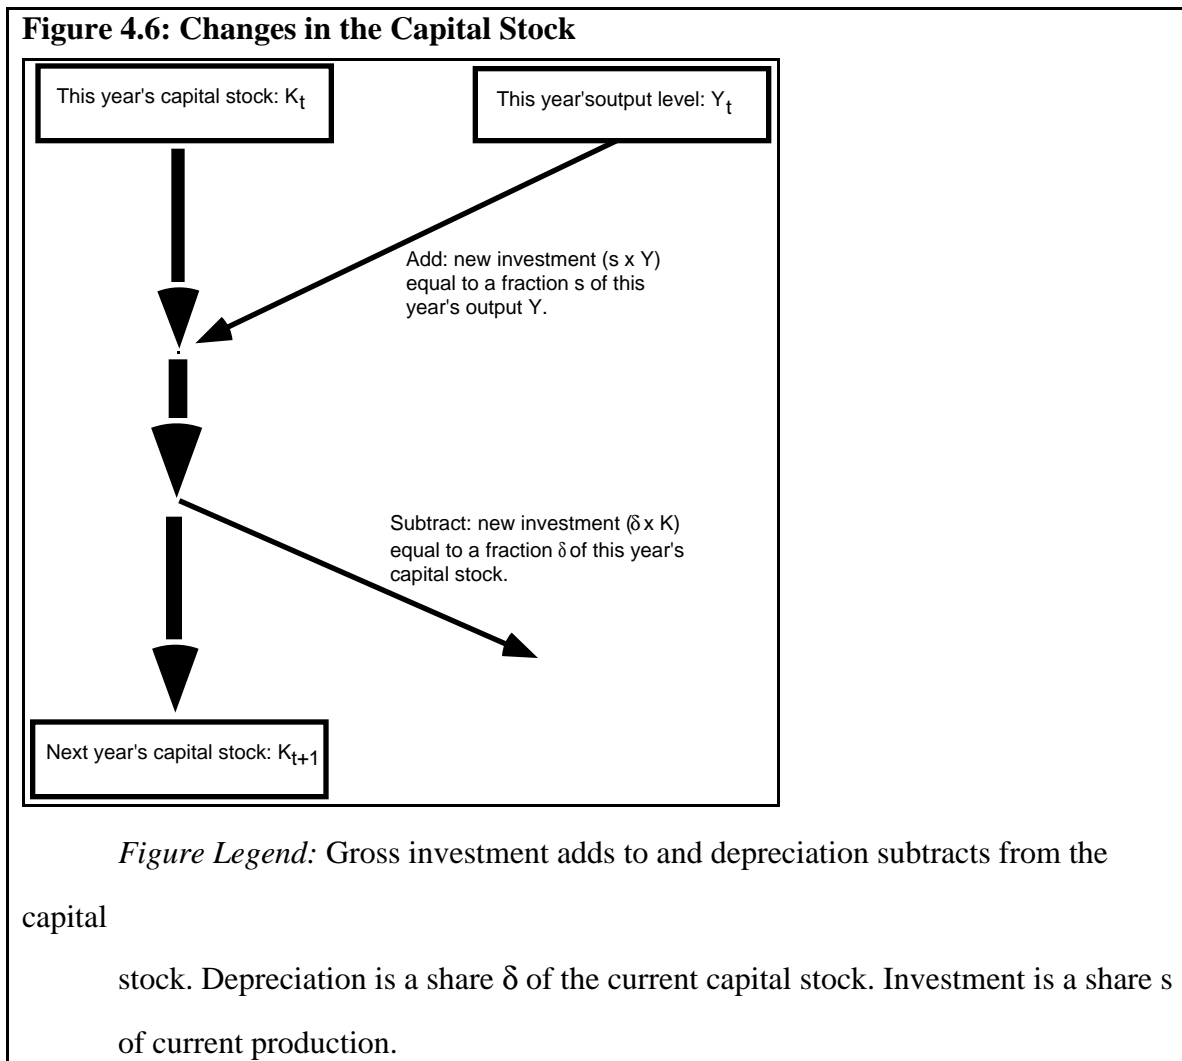 Figure 4.6: Changes in the Capital Stock
This year's capital stock: Kt
This year'soutput level: Yt
Add: new investment (s x Y)
equal to a fraction s of this
year's output Y.
Subtract: new investment (δ x K)
equal to a fraction δ of this year's
capital stock.
Next year's capital stock: Kt+1
Figure Legend: Gross investment adds to and depreciation subtracts from the
capital
stock. Depreciation is a share δ of the current capital stock. Investment is a share s
of current production.